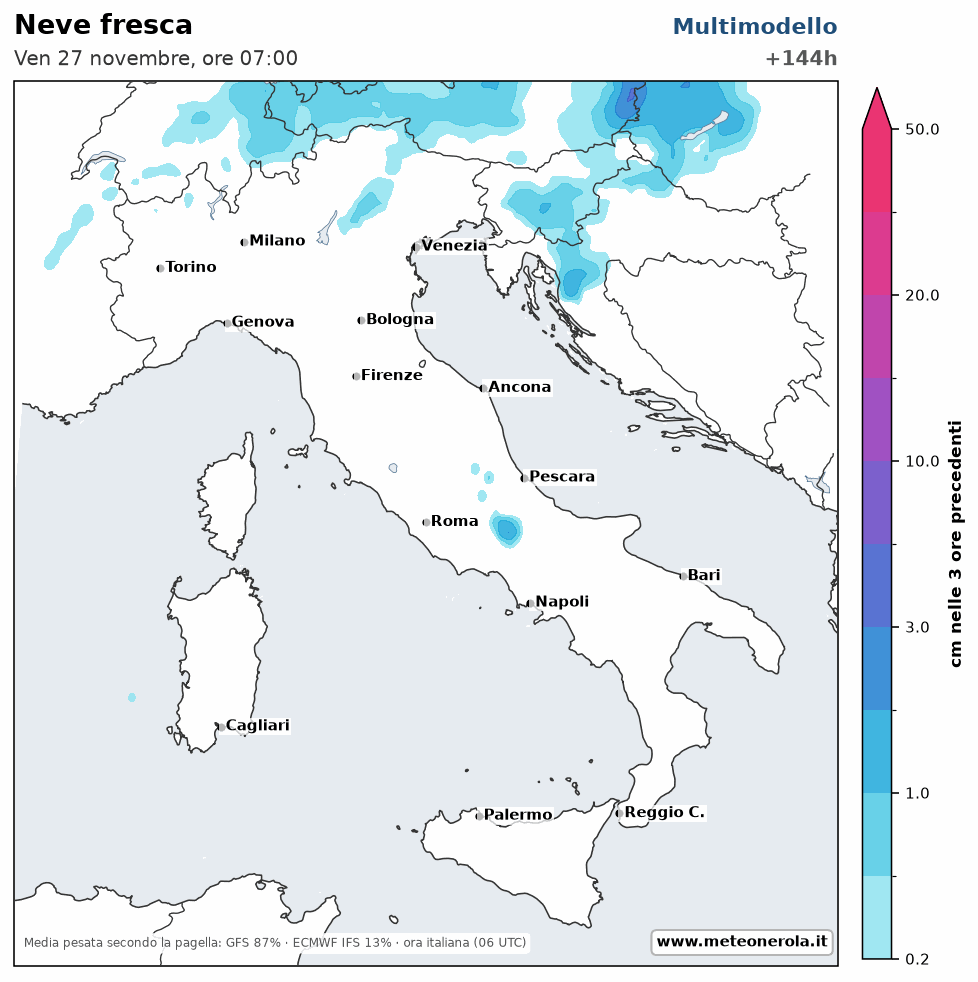 Neve fresca
Multimodello
Ven 27 novembre, ore 07:00
+144h
Milano
Venezia
Torino
Genova
Bologna
Firenze
Ancona
Pescara
Roma
Bari
Napoli
Cagliari
Palermo
Reggio C.
50.0
20.0
10.0
3.0
1.0
0.2
cm nelle 3 ore precedenti
Media pesata secondo la pagella: GFS 87% · ECMWF IFS 13% · ora italiana (06 UTC)
www.meteonerola.it